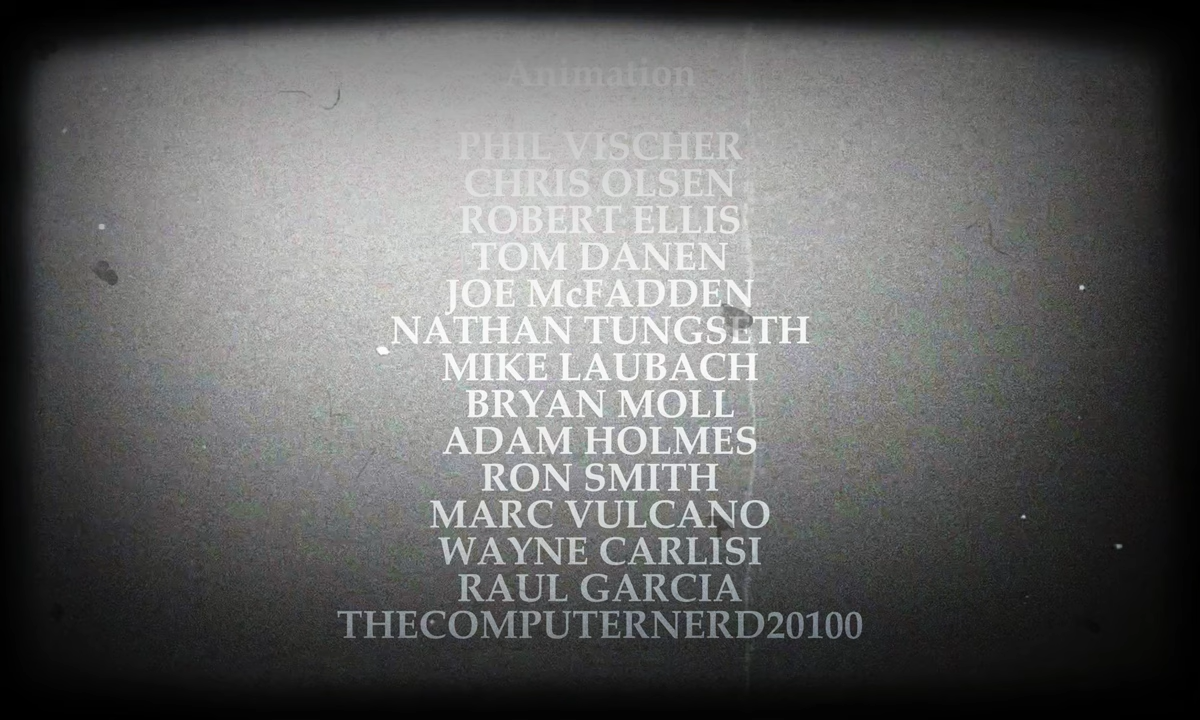 Animation
PHIL VISCHER
CHRIS OLSEN
ROBERT ELLIS
TOM DANEN
JOE McFADDEN
NATHAN TUNGSETH
MIKE LAUBACH
BRYAN MOLL
ADAM HOLMES
RON SMITH
MARC VULCANO
WAYNE CARLISI
RAUL GARCIA
THECOMPUTERNERD20100